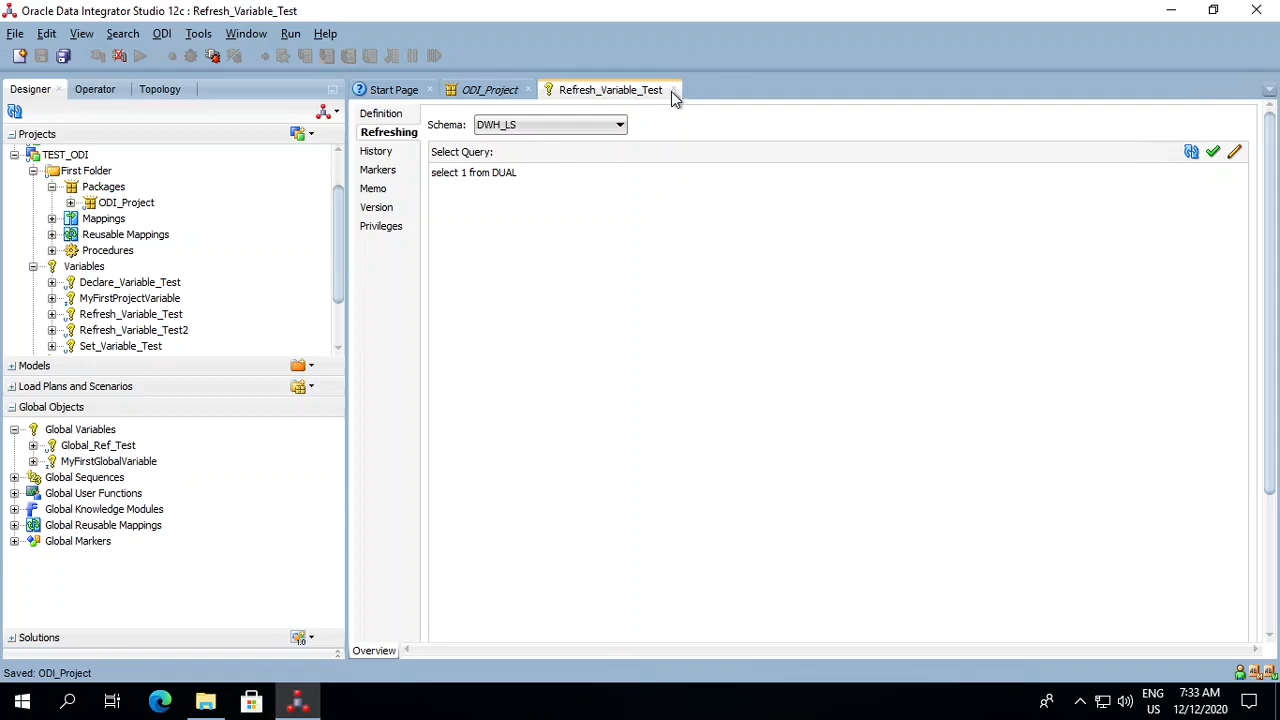 Oracle Data Integrator Studio 12c : Refresh_Variable_Test
File Edit View Search ODI Tools Window Run Help
Designer Operator Topology
Start Page ODI_Project Refresh_Variable_Test
Projects
TEST_ODI
First Folder
Packages
ODI_Project
Mappings
Reusable Mappings
Procedures
Variables
Declare_Variable_Test
MyFirstProjectVariable
Refresh_Variable_Test
Refresh_Variable_Test2
Set_Variable_Test
Models
Load Plans and Scenarios
Global Objects
Global Variables
Global_Ref_Test
MyFirstGlobalVariable
Global Sequences
Global User Functions
Global Knowledge Modules
Global Reusable Mappings
Global Markers
Solutions
Definition
Refreshing
History
Markers
Memo
Version
Privileges
Schema: DWH_LS
Select Query:
select 1 from DUAL
Overview
Saved: ODI_Project
ENG
US
7:33 AM
12/12/2020